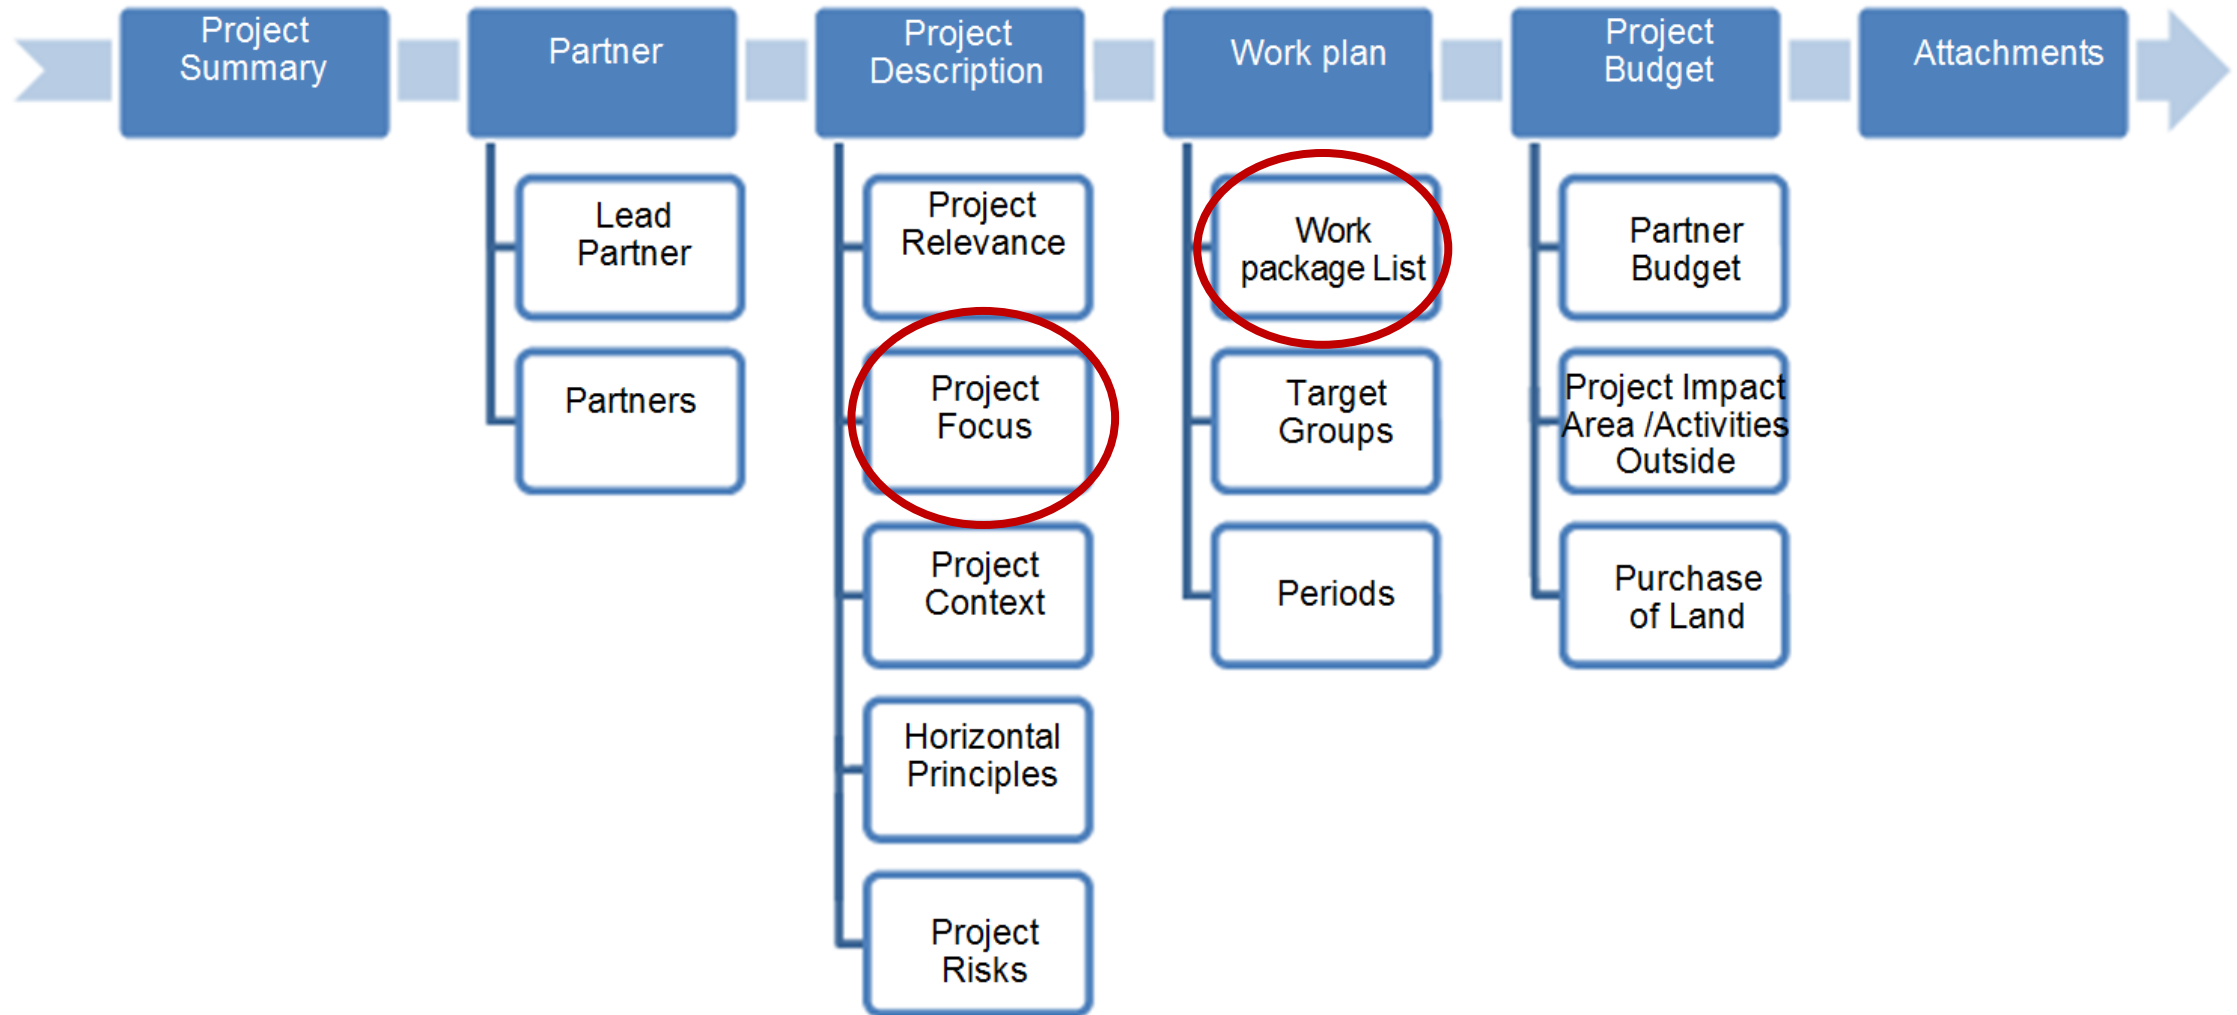 Project
Summary
Partner
Project
Description
Work plan
Project
Budget
Attachments
Lead
Partner
Partners
Project
Relevance
Project
Focus
Project
Context
Horizontal
Principles
Project
Risks
Work
package List
Target
Groups
Periods
Partner
Budget
Project Impact
Area /Activities
Outside
Purchase
of Land